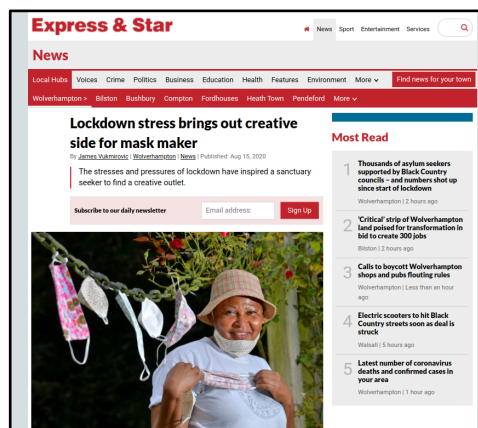 Express & Star
News Sport Entertainment Services
News
Local Hubs Voices Crime Politics Business Education Health Features Environment More Find news for your town
Wolverhampton > Bilston Bushbury Compton Fordhouses Heath Town Pendeford More
Lockdown stress brings out creative
side for mask maker
By James Vukmirovic | Wolverhampton | News | Published: Aug 15, 2020
The stresses and pressures of lockdown have inspired a sanctuary
seeker to find a creative outlet.
Subscribe to our daily newsletter Email address: Sign Up
Most Read
1 Thousands of asylum seekers
supported by Black Country
councils – and numbers shot up
since start of lockdown
Wolverhampton | 2 hours ago
2 'Critical' strip of Wolverhampton
land poised for transformation in
bid to create 300 jobs
Bilston | 2 hours ago
3 Calls to boycott Wolverhampton
shops and pubs flouting rules
Wolverhampton | Less than an hour
ago
4 Electric scooters to hit Black
Country streets soon as deal is
struck
Walsall | 5 hours ago
5 Latest number of coronavirus
deaths and confirmed cases in
your area
Wolverhampton | 1 hour ago